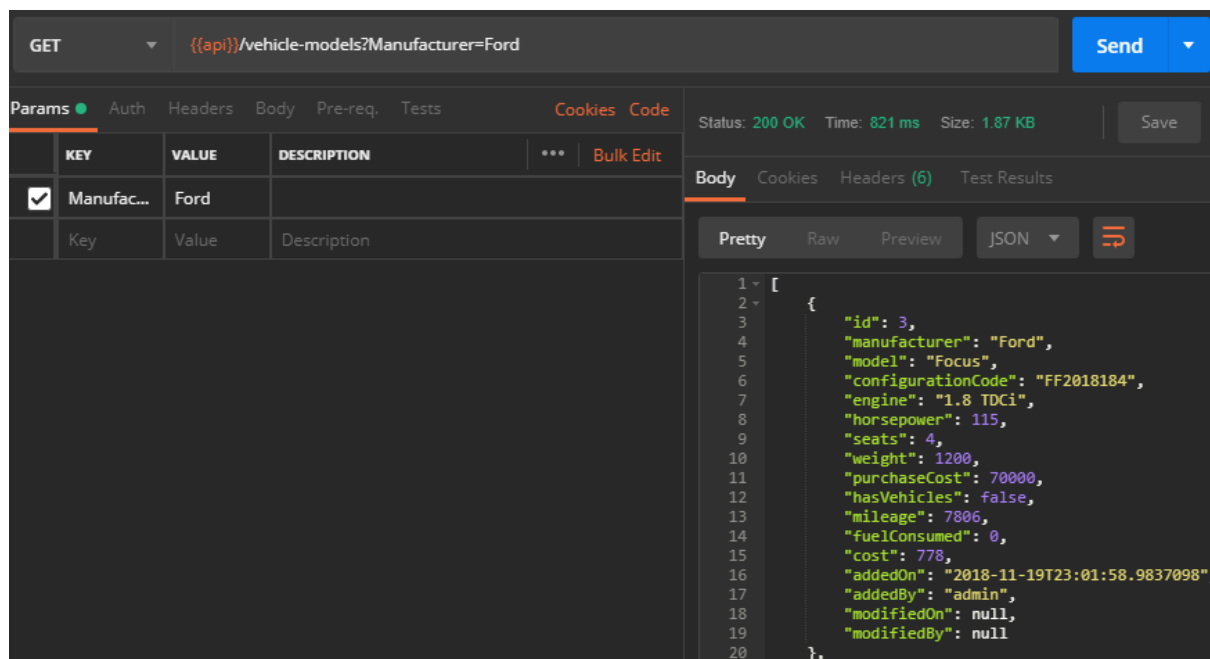 GET {{api}}/vehicle-models?Manufacturer=Ford Send
Params Auth Headers Body Pre-req. Tests Cookies Code
KEY VALUE DESCRIPTION ••• Bulk Edit
Manufac... Ford
Key Value Description
Status: 200 OK Time: 821 ms Size: 1.87 KB Save
Body Cookies Headers (6) Test Results
Pretty Raw Preview JSON
1 [
2 {
3 "id": 3,
4 "manufacturer": "Ford",
5 "model": "Focus",
6 "configurationCode": "FF2018184",
7 "engine": "1.8 TDCi",
8 "horsepower": 115,
9 "seats": 4,
10 "weight": 1200,
11 "purchaseCost": 70000,
12 "hasVehicles": false,
13 "mileage": 7806,
14 "fuelConsumed": 0,
15 "cost": 778,
16 "addedOn": "2018-11-19T23:01:58.9837098"
17 "addedBy": "admin",
18 "modifiedOn": null,
19 "modifiedBy": null
20 },